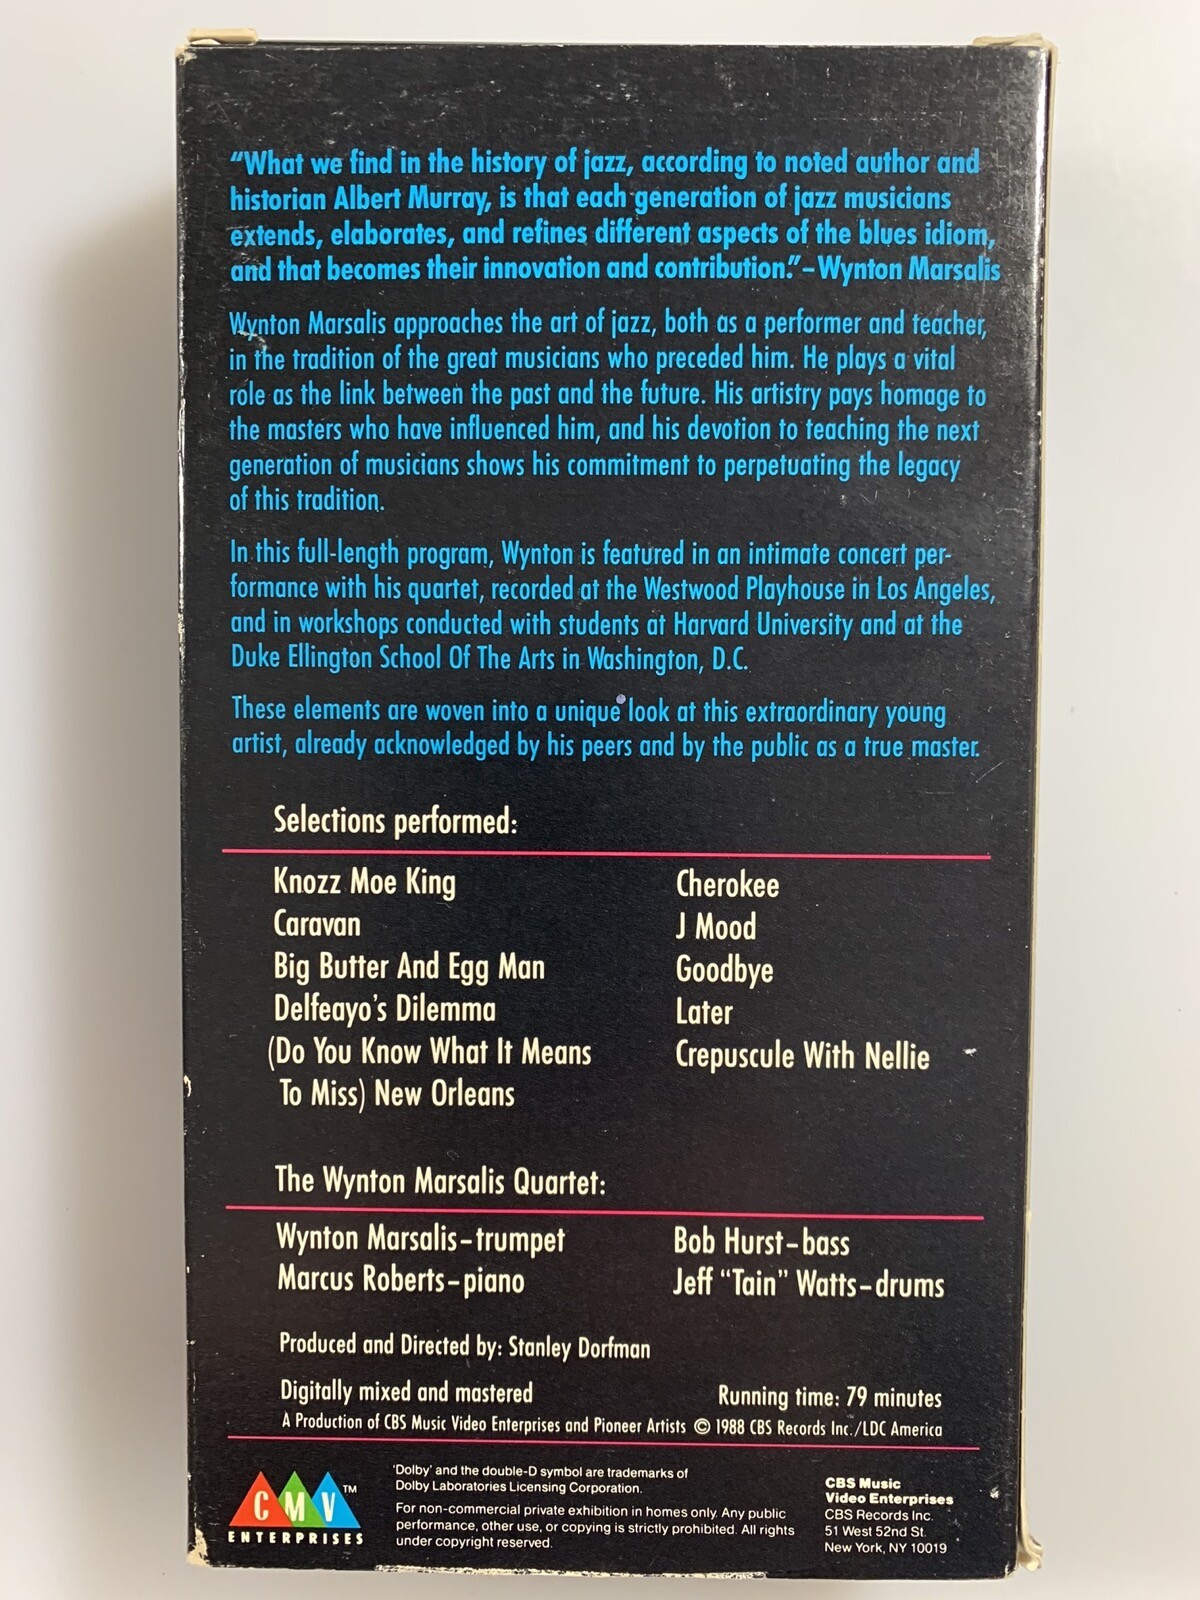 “What we find in the history of jazz, according to noted author and
historian Albert Murray, is that each generation of jazz musicians
extends, elaborates, and refines different aspects of the blues idiom,
and that becomes their innovation and contribution.”–Wynton Marsalis
Wynton Marsalis approaches the art of jazz, both as a performer and teacher,
in the tradition of the great musicians who preceded him. He plays a vital
role as the link between the past and the future. His artistry pays homage to
the masters who have influenced him, and his devotion to teaching the next
generation of musicians shows his commitment to perpetuating the legacy
of this tradition.
In this full-length program, Wynton is featured in an intimate concert per-
formance with his quartet, recorded at the Westwood Playhouse in Los Angeles,
and in workshops conducted with students at Harvard University and at the
Duke Ellington School Of The Arts in Washington, D.C.
These elements are woven into a unique look at this extraordinary young
artist, already acknowledged by his peers and by the public as a true master.
Selections performed:
Knozz Moe King
Caravan
Big Butter And Egg Man
Delfeayo's Dilemma
(Do You Know What It Means
To Miss) New Orleans
Cherokee
J Mood
Goodbye
Later
Crepuscule With Nellie
The Wynton Marsalis Quartet:
Wynton Marsalis–trumpet
Marcus Roberts–piano
Bob Hurst–bass
Jeff “Tain” Watts–drums
Produced and Directed by: Stanley Dorfman
Digitally mixed and mastered
Running time: 79 minutes
A Production of CBS Music Video Enterprises and Pioneer Artists © 1988 CBS Records Inc./LDC America
CMV™
ENTERPRISES
'Dolby' and the double-D symbol are trademarks of
Dolby Laboratories Licensing Corporation.
For non-commercial private exhibition in homes only. Any public
performance, other use, or copying is strictly prohibited. All rights
under copyright reserved.
CBS Music
Video Enterprises
CBS Records Inc.
51 West 52nd St.
New York, NY 10019